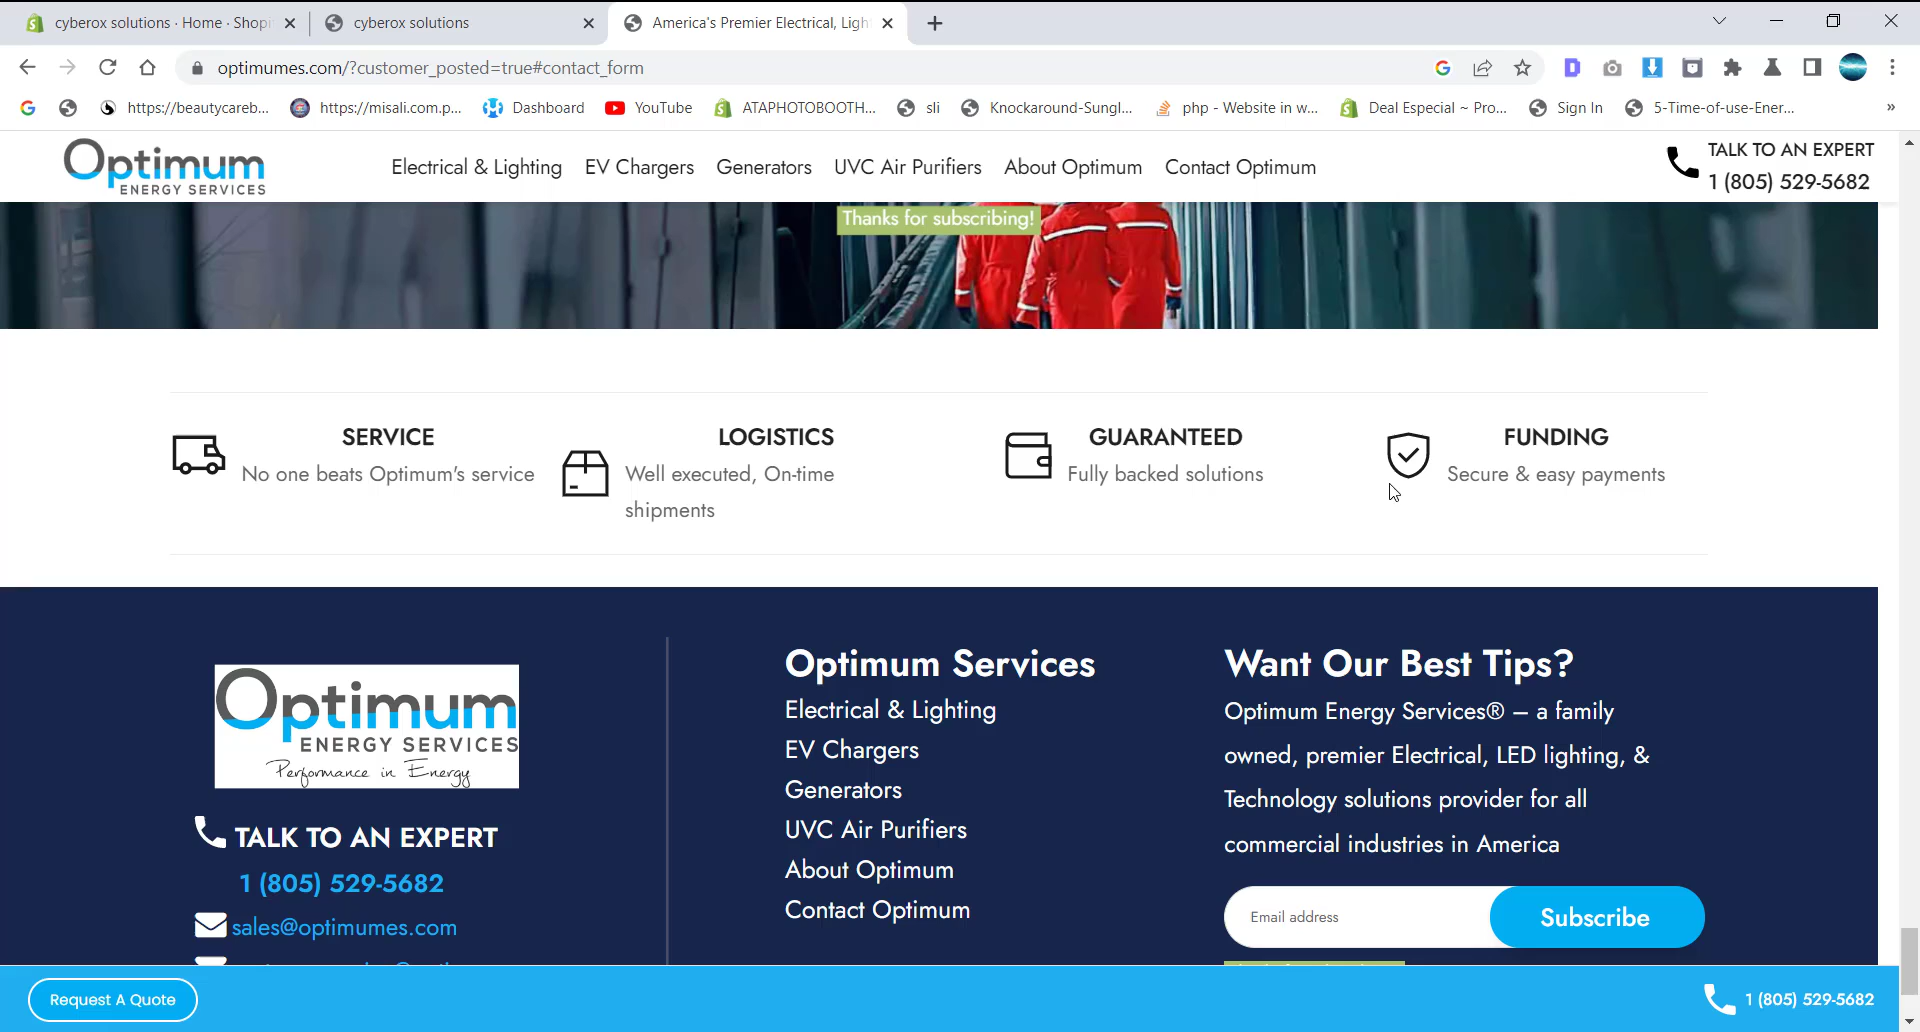 cyberox solutions · Home · Shopi
cyberox solutions
America's Premier Electrical, Ligh
optimumes.com/?customer_posted=true#contact_form
https://beautycareb...
https://misali.com.p...
Dashboard
YouTube
ATAPHOTOBOOTH...
sli
Knockaround-Sungl...
php - Website in w...
Deal Especial ~ Pro...
Sign In
5-Time-of-use-Ener...
»
Optimum
ENERGY SERVICES
Electrical & Lighting
EV Chargers
Generators
UVC Air Purifiers
About Optimum
Contact Optimum
TALK TO AN EXPERT
1 (805) 529-5682
Thanks for subscribing!
SERVICE
No one beats Optimum's service
LOGISTICS
Well executed, On-time
shipments
GUARANTEED
Fully backed solutions
FUNDING
Secure & easy payments
Optimum
ENERGY SERVICES
Performance in Energy
TALK TO AN EXPERT
1 (805) 529-5682
sales@optimumes.com
Optimum Services
Electrical & Lighting
EV Chargers
Generators
UVC Air Purifiers
About Optimum
Contact Optimum
Want Our Best Tips?
Optimum Energy Services® – a family
owned, premier Electrical, LED lighting, &
Technology solutions provider for all
commercial industries in America
Email address
Subscribe
Request A Quote
1 (805) 529-5682